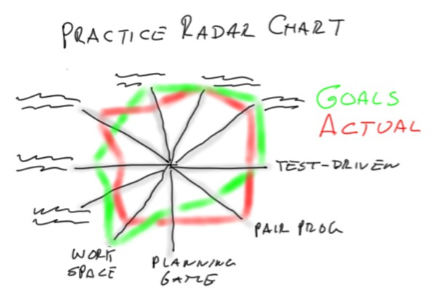 PRACTICE RADAR CHART
GOALS
ACTUAL
TEST-DRIVEN
PAIR PROG
WORK
SPACE
PLANNING
GAME